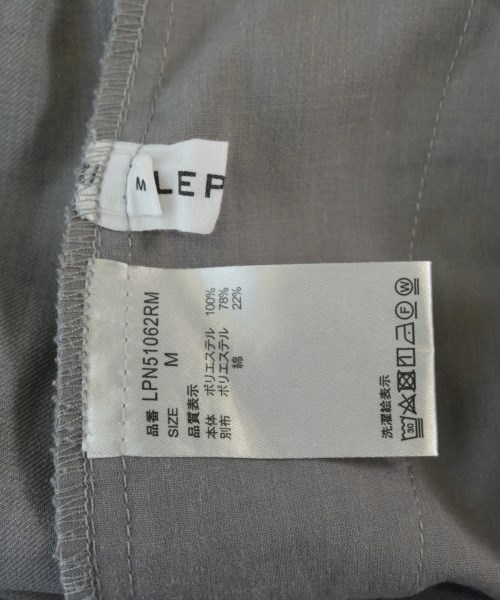 M
LEP
品番 LPN51062RM
SIZE M
品質表示
本体 ポリエステル 100%
別布 ポリエステル 78%
綿 22%
洗濯絵表示
30